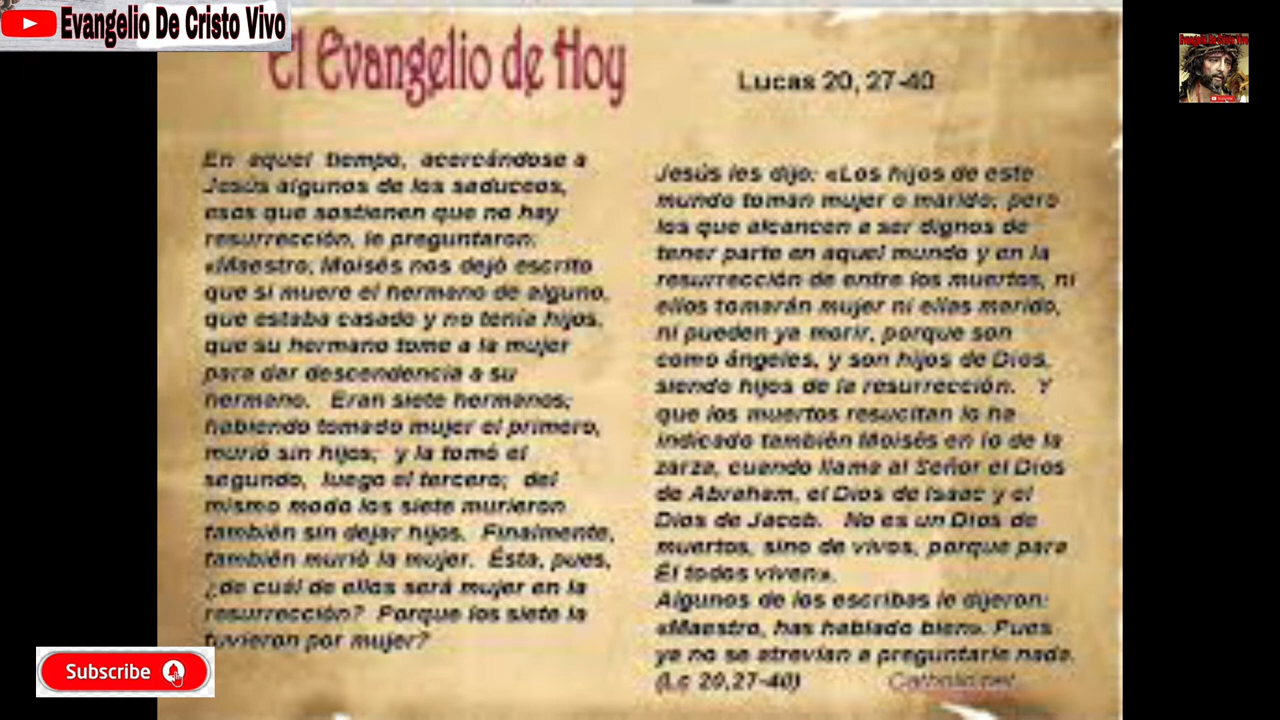 Evangelio De Cristo Vivo
El Evangelio de Hoy
Lucas 20, 27-40
En aquel tiempo, acercándose a
Jesús algunos de los saduceos,
esos que sostienen que no hay
resurrección, le preguntaron:
«Maestro, Moisés nos dejó escrito
que si muere el hermano de alguno,
que estaba casado y no tenía hijos,
que su hermano tome a la mujer
para dar descendencia a su
hermano. Eran siete hermanos;
habiendo tomado mujer el primero,
murió sin hijos; y la tomó el
segundo, luego el tercero; del
mismo modo los siete murieron
también sin dejar hijos. Finalmente,
también murió la mujer. Ésta, pues,
¿de cuál de ellos será mujer en la
resurrección? Porque los siete la
tuvieron por mujer?
Jesús les dijo: «Los hijos de este
mundo toman mujer o marido; pero
los que alcancen a ser dignos de
tener parte en aquel mundo y en la
resurrección de entre los muertos, ni
ellos tomarán mujer ni ellas marido,
ni pueden ya morir, porque son
como ángeles, y son hijos de Dios,
siendo hijos de la resurrección. Y
que los muertos resucitan lo ha
indicado también Moisés en lo de la
zarza, cuando llama al Señor el Dios
de Abraham, el Dios de Isaac y el
Dios de Jacob. No es un Dios de
muertos, sino de vivos, porque para
Él todos viven».
Algunos de los escribas le dijeron:
«Maestro, has hablado bien». Pues
ya no se atrevían a preguntarle nada.
(Lc 20,27-40)
Catholic.net
Subscribe
Evangelio De Cristo Vivo